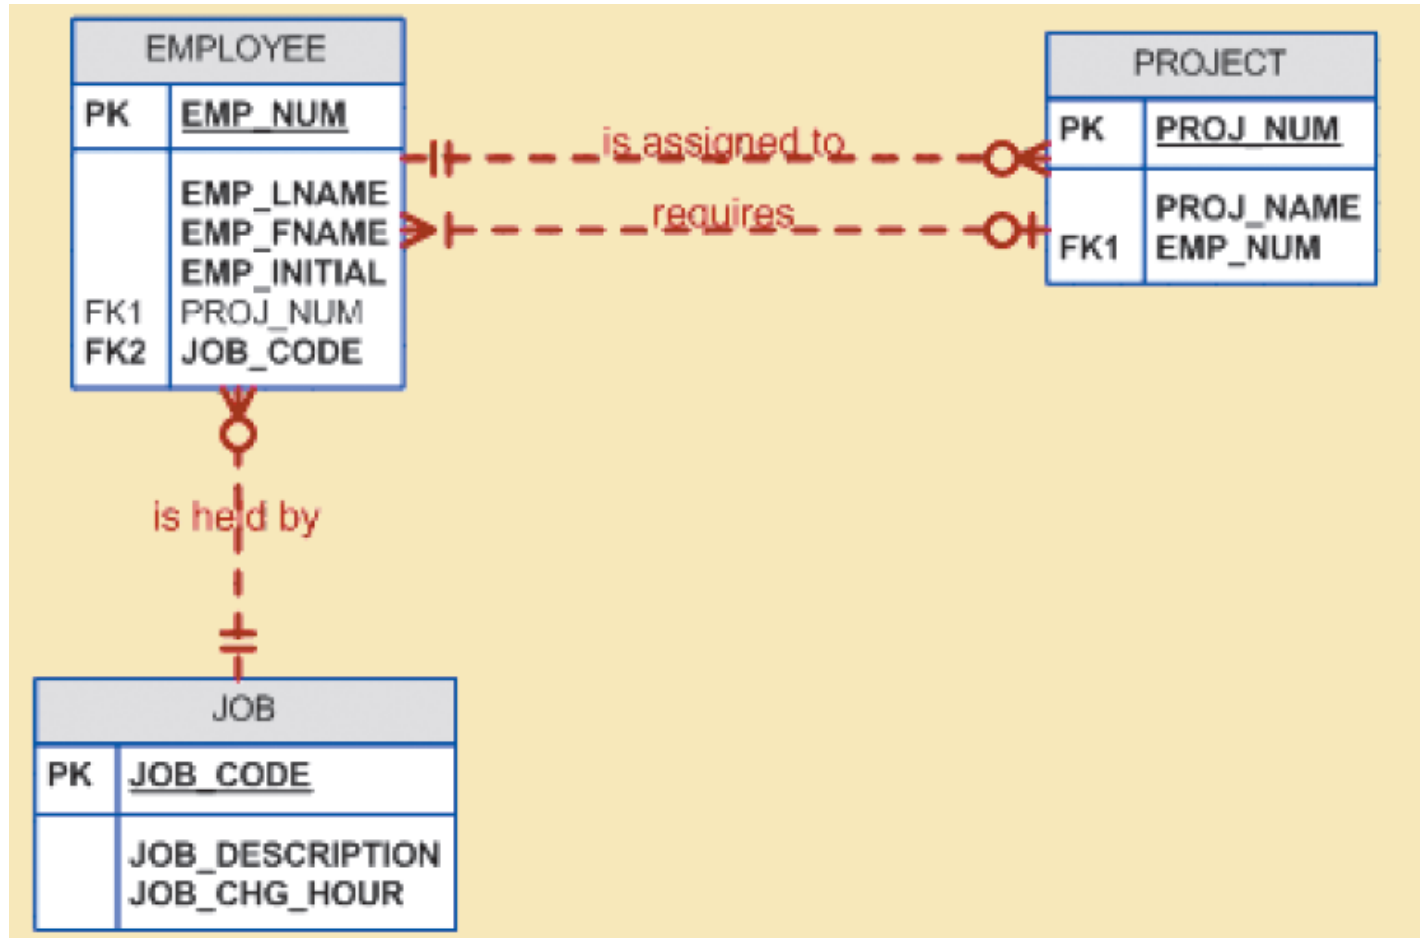 EMPLOYEE
PK EMP_NUM
EMP_LNAME
EMP_FNAME
EMP_INITIAL
FK1 PROJ_NUM
FK2 JOB_CODE
is assigned to
requires
PROJECT
PK PROJ_NUM
PROJ_NAME
FK1 EMP_NUM
is held by
JOB
PK JOB_CODE
JOB_DESCRIPTION
JOB_CHG_HOUR